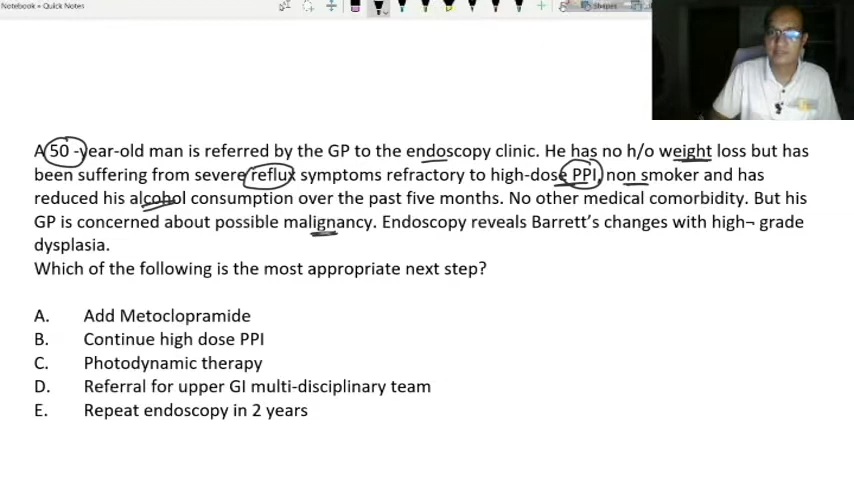 Notebook « Quick Notes
Shapes
A 50 -year-old man is referred by the GP to the endoscopy clinic. He has no h/o weight loss but has
been suffering from severe reflux symptoms refractory to high-dose PPI, non smoker and has
reduced his alcohol consumption over the past five months. No other medical comorbidity. But his
GP is concerned about possible malignancy. Endoscopy reveals Barrett’s changes with high¬ grade
dysplasia.
Which of the following is the most appropriate next step?
A. Add Metoclopramide
B. Continue high dose PPI
C. Photodynamic therapy
D. Referral for upper GI multi-disciplinary team
E. Repeat endoscopy in 2 years